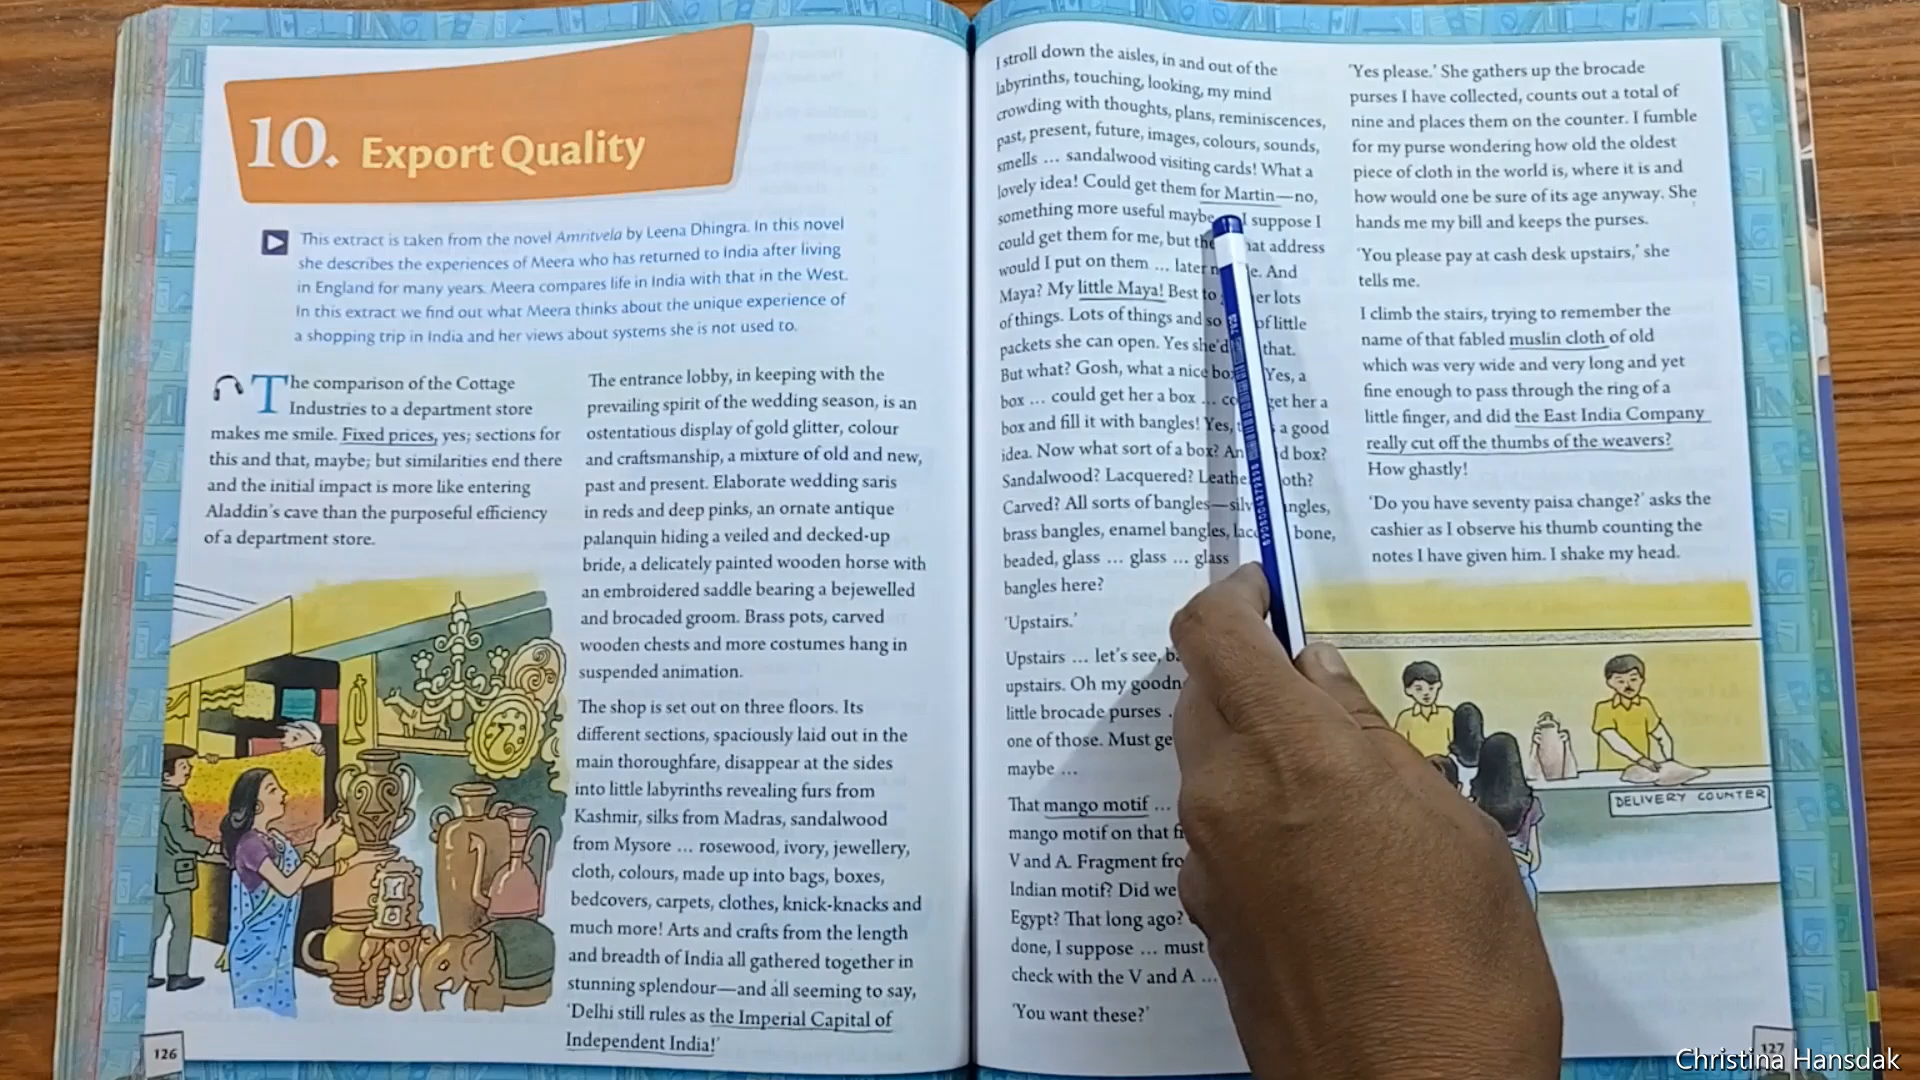 10. Export Quality
This extract is taken from the novel Amritvela by Leena Dhingra. In this novel
she describes the experiences of Meera who has returned to India after living
in England for many years. Meera compares life in India with that in the West.
In this extract we find out what Meera thinks about the unique experience of
a shopping trip in India and her views about systems she is not used to.
The comparison of the Cottage
Industries to a department store
makes me smile. Fixed prices, yes; sections for
this and that, maybe; but similarities end there
and the initial impact is more like entering
Aladdin's cave than the purposeful efficiency
of a department store.
The entrance lobby, in keeping with the
prevailing spirit of the wedding season, is an
ostentatious display of gold glitter, colour
and craftsmanship, a mixture of old and new,
past and present. Elaborate wedding saris
in reds and deep pinks, an ornate antique
palanquin hiding a veiled and decked-up
bride, a delicately painted wooden horse with
an embroidered saddle bearing a bejewelled
and brocaded groom. Brass pots, carved
wooden chests and more costumes hang in
suspended animation.
The shop is set out on three floors. Its
different sections, spaciously laid out in the
main thoroughfare, disappear at the sides
into little labyrinths revealing furs from
Kashmir, silks from Madras, sandalwood
from Mysore ... rosewood, ivory, jewellery,
cloth, colours, made up into bags, boxes,
bedcovers, carpets, clothes, knick-knacks and
much more! Arts and crafts from the length
and breadth of India all gathered together in
stunning splendour—and all seeming to say,
'Delhi still rules as the Imperial Capital of
Independent India!'
126
I stroll down the aisles, in and out of the
labyrinths, touching, looking, my mind
crowding with thoughts, plans, reminiscences,
past, present, future, images, colours, sounds,
smells ... sandalwood visiting cards! What a
lovely idea! Could get them for Martin—no,
something more useful maybe I suppose I
could get them for me, but address
would I put on them ... later And
Maya? My little Maya! Best to lots
of things. Lots of things and of little
packets she can open. Yes she'd that.
But what? Gosh, what a nice Yes, a
box ... could get her a box ... get her a
box and fill it with bangles! Yes, a good
idea. Now what sort of a box? box?
Sandalwood? Lacquered?
Carved? All sorts of bangles—
brass bangles, enamel bangles, bone,
beaded, glass ... glass ... glass
bangles here?
'Upstairs.'
Upstairs ... let's see,
upstairs. Oh my
little brocade purses
one of those. Must
maybe ...
That mango motif ...
mango motif on that
V and A. Fragment
Indian motif? Did we
Egypt? That long ago?
done, I suppose ... must
check with the V and A ...
'You want these?'
'Yes please.' She gathers up the brocade
purses I have collected, counts out a total of
nine and places them on the counter. I fumble
for my purse wondering how old the oldest
piece of cloth in the world is, where it is and
how would one be sure of its age anyway. She
hands me my bill and keeps the purses.
'You please pay at cash desk upstairs,' she
tells me.
I climb the stairs, trying to remember the
name of that fabled muslin cloth of old
which was very wide and very long and yet
fine enough to pass through the ring of a
little finger, and did the East India Company
really cut off the thumbs of the weavers?
How ghastly!
'Do you have seventy paisa change?' asks the
cashier as I observe his thumb counting the
notes I have given him. I shake my head.
DELIVERY COUNTER
127
Christina Hansdak